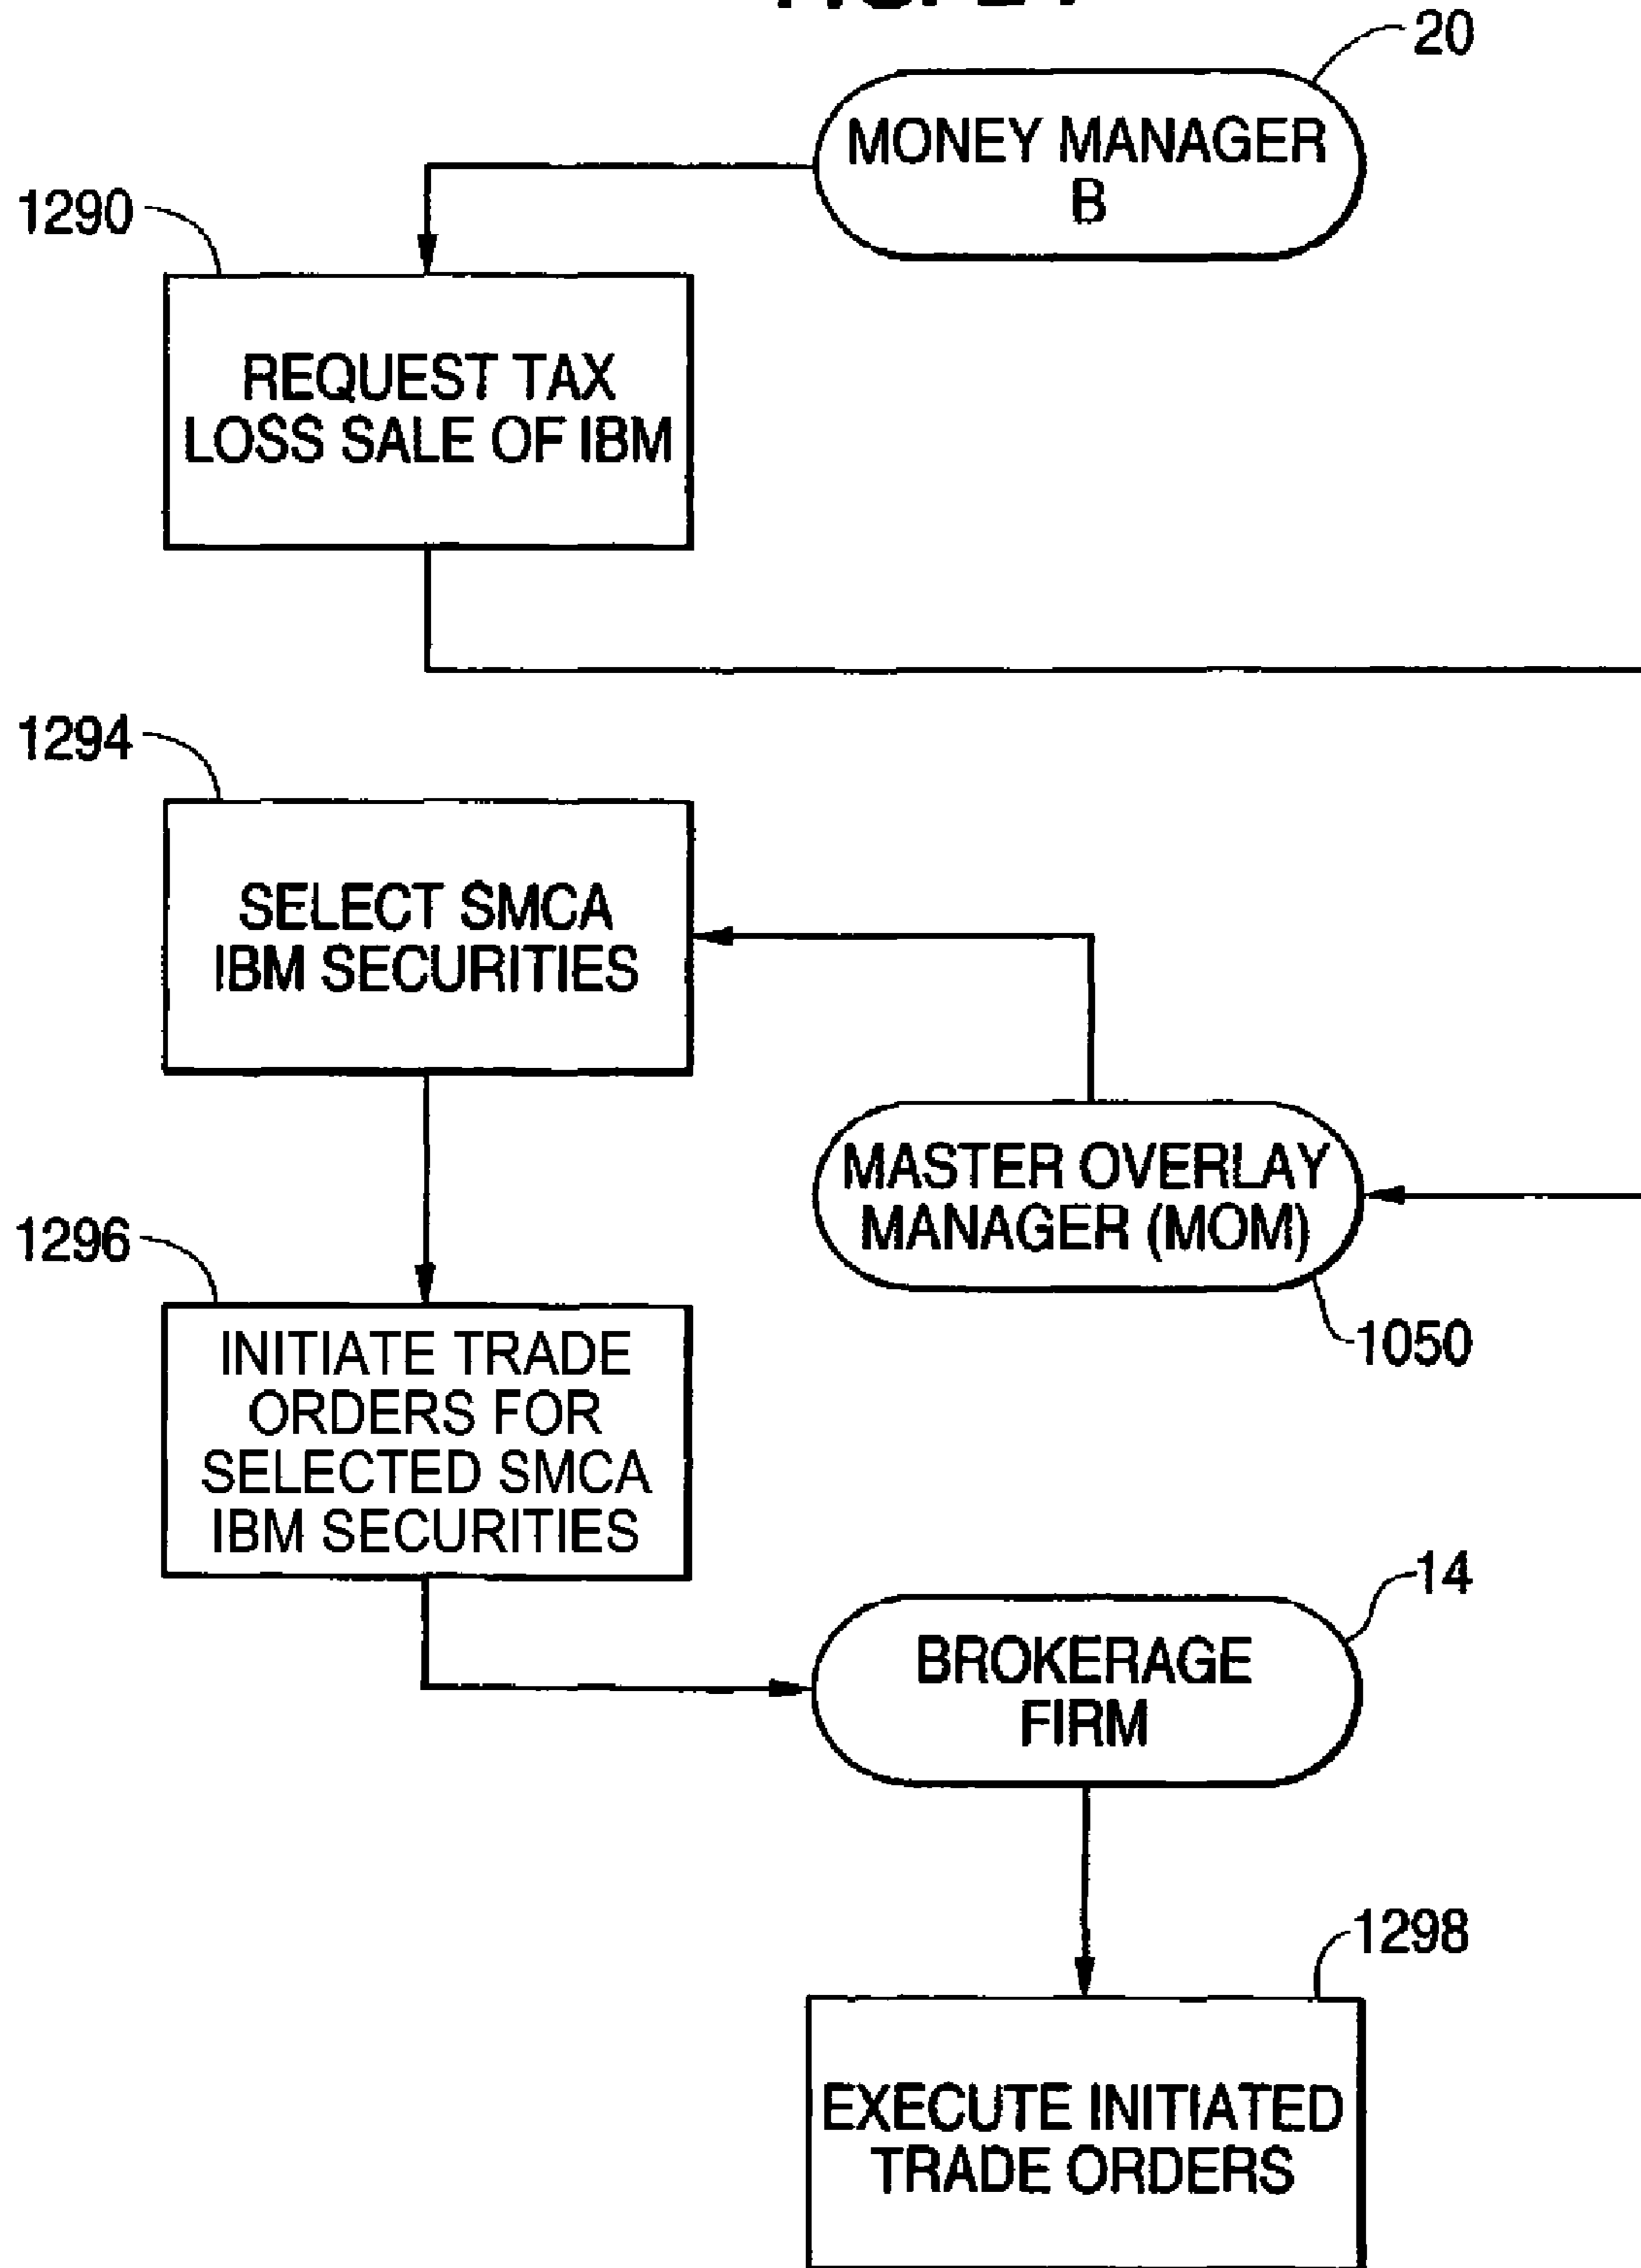 20
MONEY MANAGER
B
1290
REQUEST TAX
LOSS SALE OF IBM
1294
SELECT SMCA
IBM SECURITIES
MASTER OVERLAY
MANAGER (MOM)
1050
1296
INITIATE TRADE
ORDERS FOR
SELECTED SMCA
IBM SECURITIES
14
BROKERAGE
FIRM
1298
EXECUTE INITIATED
TRADE ORDERS